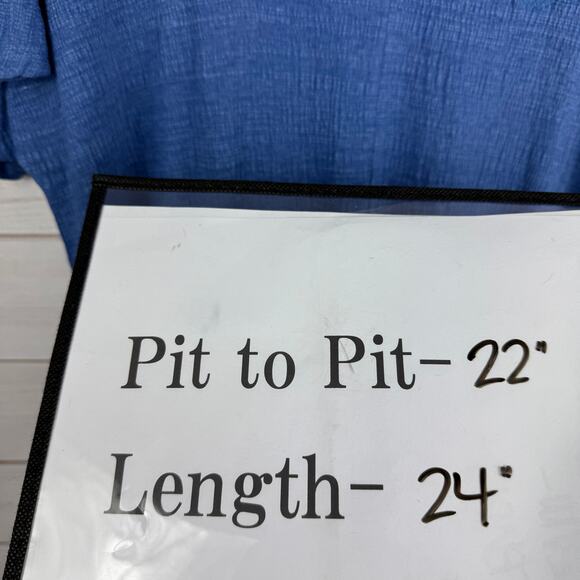 Pit to Pit- 22"
Length- 24"